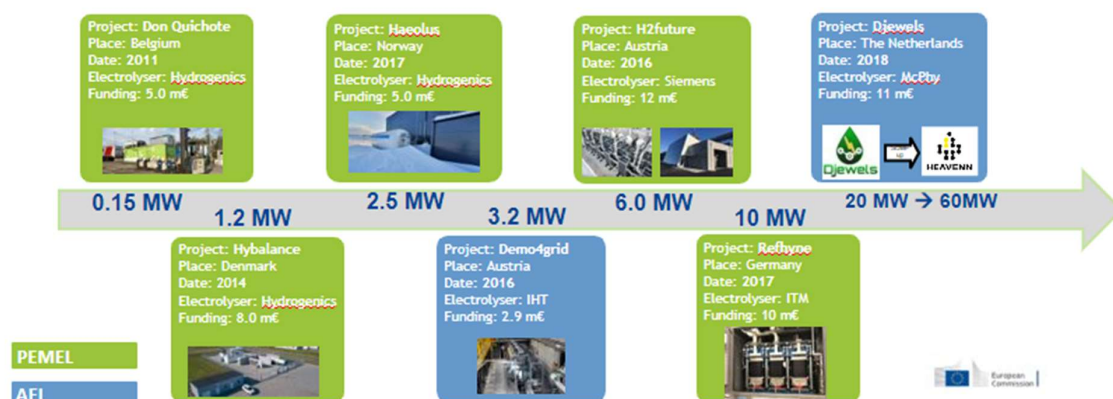 Project: Don Quichote
Place: Belgium
Date: 2011
Electrolyser: Hydrogenics
Funding: 5.0 m€
Project: Haeolus
Place: Norway
Date: 2017
Electrolyser: Hydrogenics
Funding: 5.0 m€
Project: H2future
Place: Austria
Date: 2016
Electrolyser: Siemens
Funding: 12 m€
Project: Djewels
Place: The Netherlands
Date: 2018
Electrolyser: McPhy
Funding: 11 m€
Djewels
HEAVENN
0.15 MW
1.2 MW
2.5 MW
3.2 MW
6.0 MW
10 MW
20 MW → 60MW
Project: Hybalance
Place: Denmark
Date: 2014
Electrolyser: Hydrogenics
Funding: 8.0 m€
Project: Demo4grid
Place: Austria
Date: 2016
Electrolyser: IHT
Funding: 2.9 m€
Project: Refhyne
Place: Germany
Date: 2017
Electrolyser: ITM
Funding: 10 m€
PEMEL
AEL
European
Commission